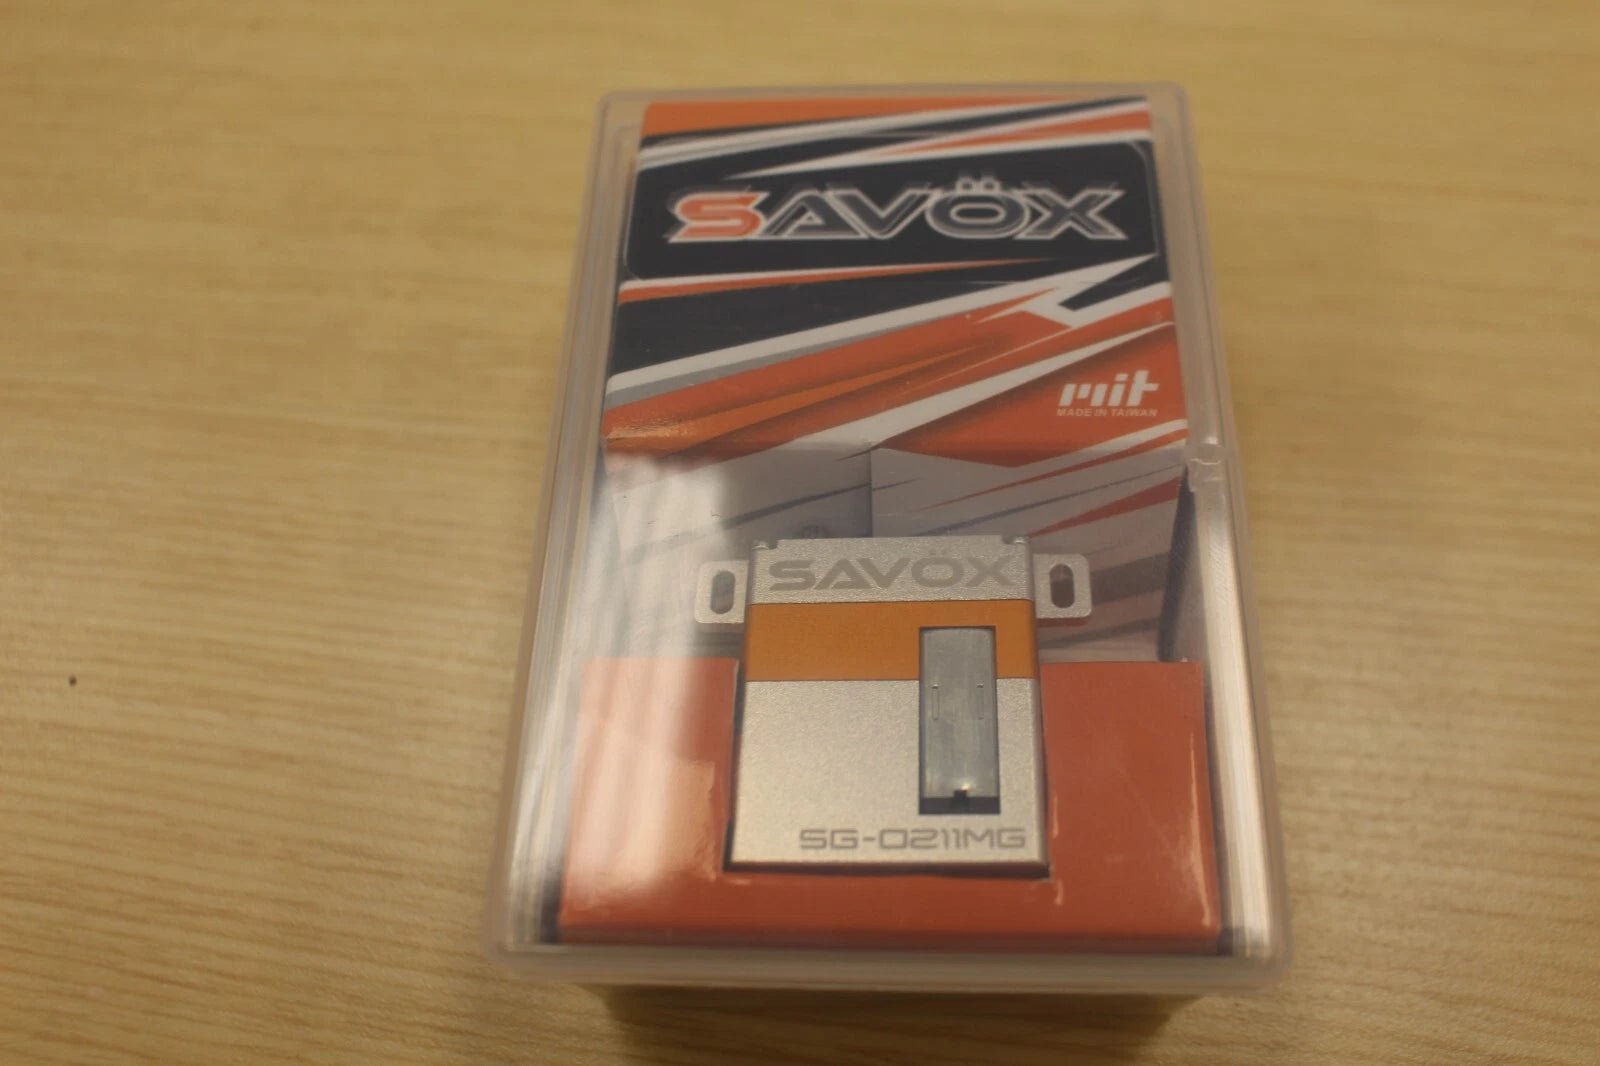 SAVÖX
mit
MADE IN TAIWAN
SAVÖX
SG-0211MG